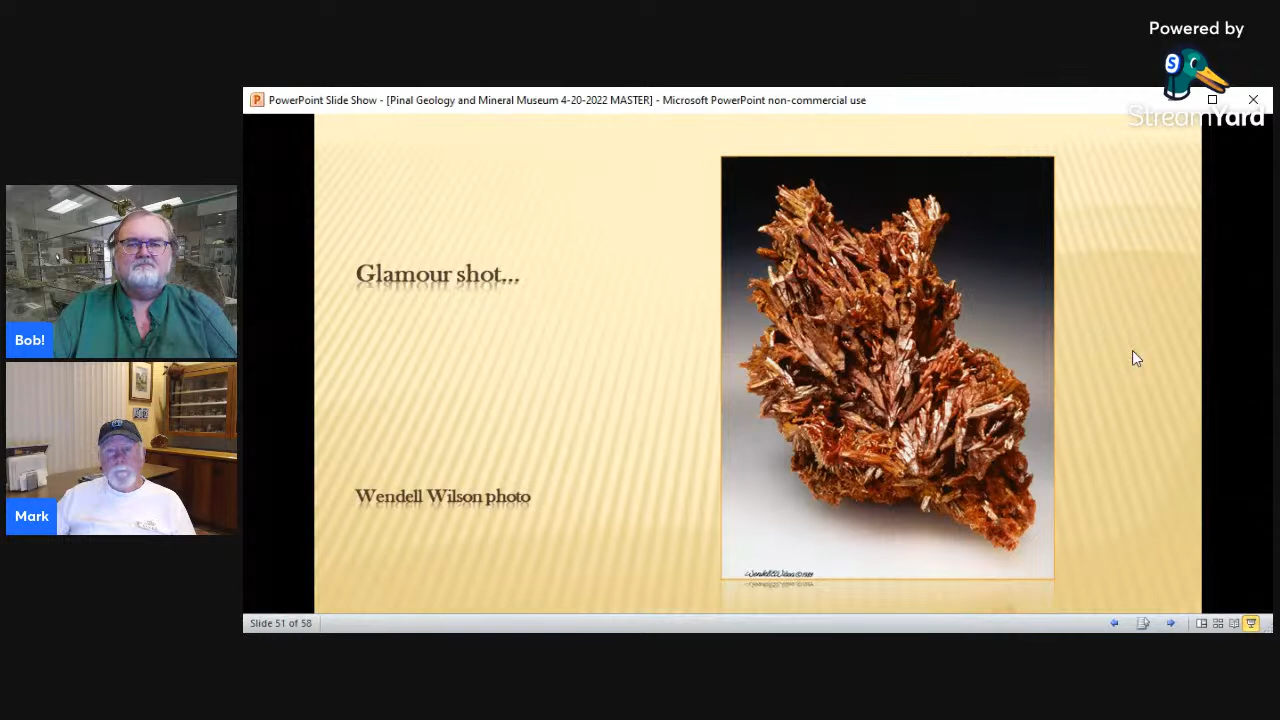 Powered by
StreamYard
S
P PowerPoint Slide Show - [Pinal Geology and Mineral Museum 4-20-2022 MASTER] - Microsoft PowerPoint non-commercial use
Glamour shot...
Bob!
Wendell Wilson photo
Mark
Slide 51 of 58